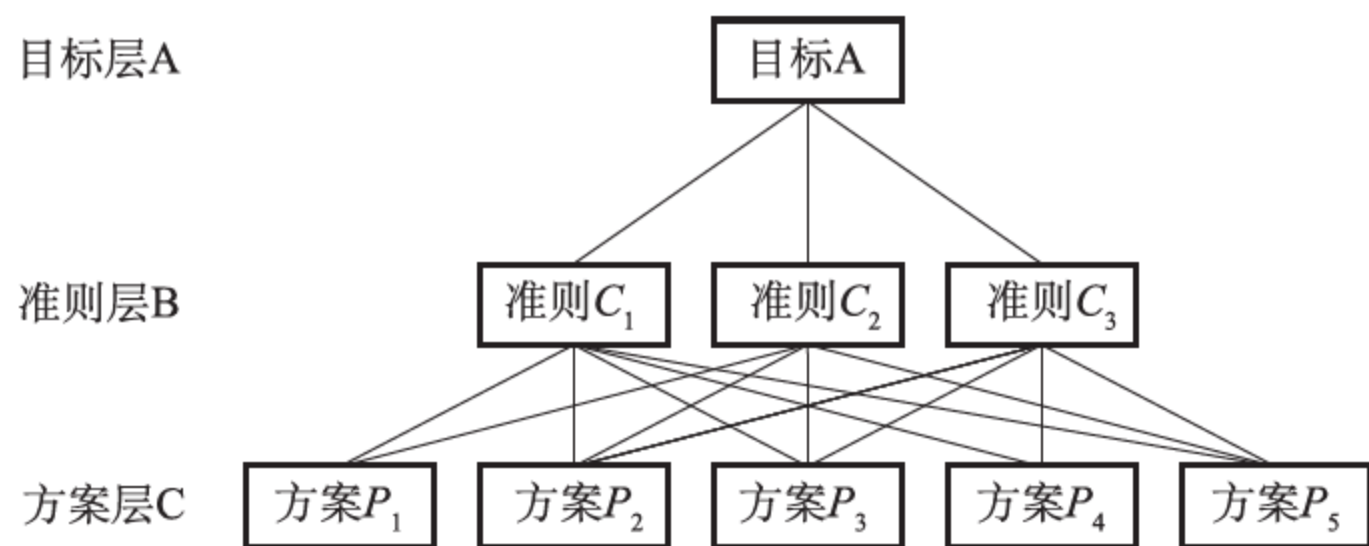 目标层A
目标A
准则层B
准则C₁
准则C₂
准则C₃
方案层C
方案P₁
方案P₂
方案P₃
方案P₄
方案P₅